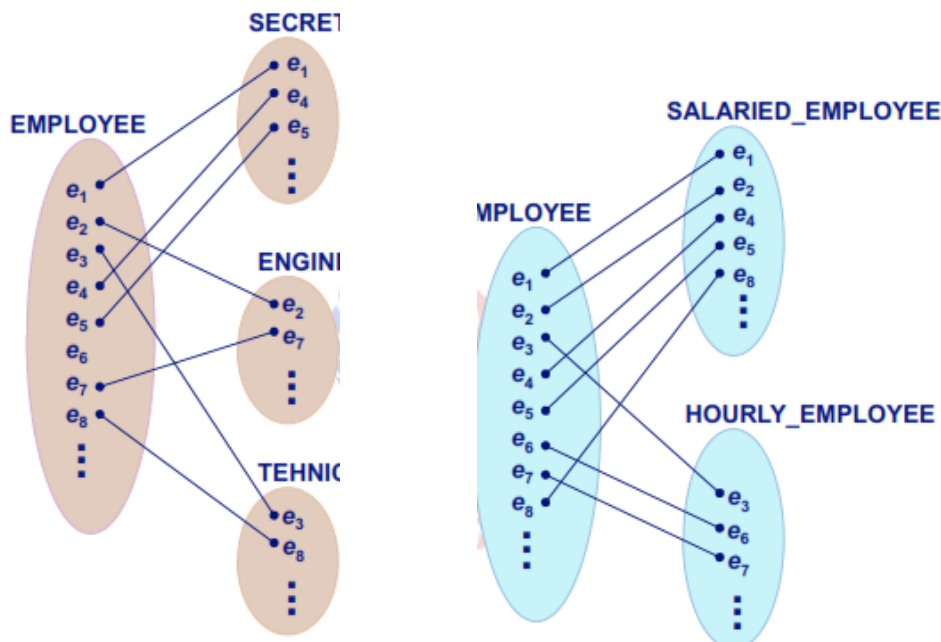 SECRET
e1
e4
e5
EMPLOYEE
e1
e2
e3
e4
e5
e6
e7
e8
ENGINE
e2
e7
TEHNIC
e3
e8
SALARIED_EMPLOYEE
e1
e2
e4
e5
e8
MPLOYEE
e1
e2
e3
e4
e5
e6
e7
e8
HOURLY_EMPLOYEE
e3
e6
e7